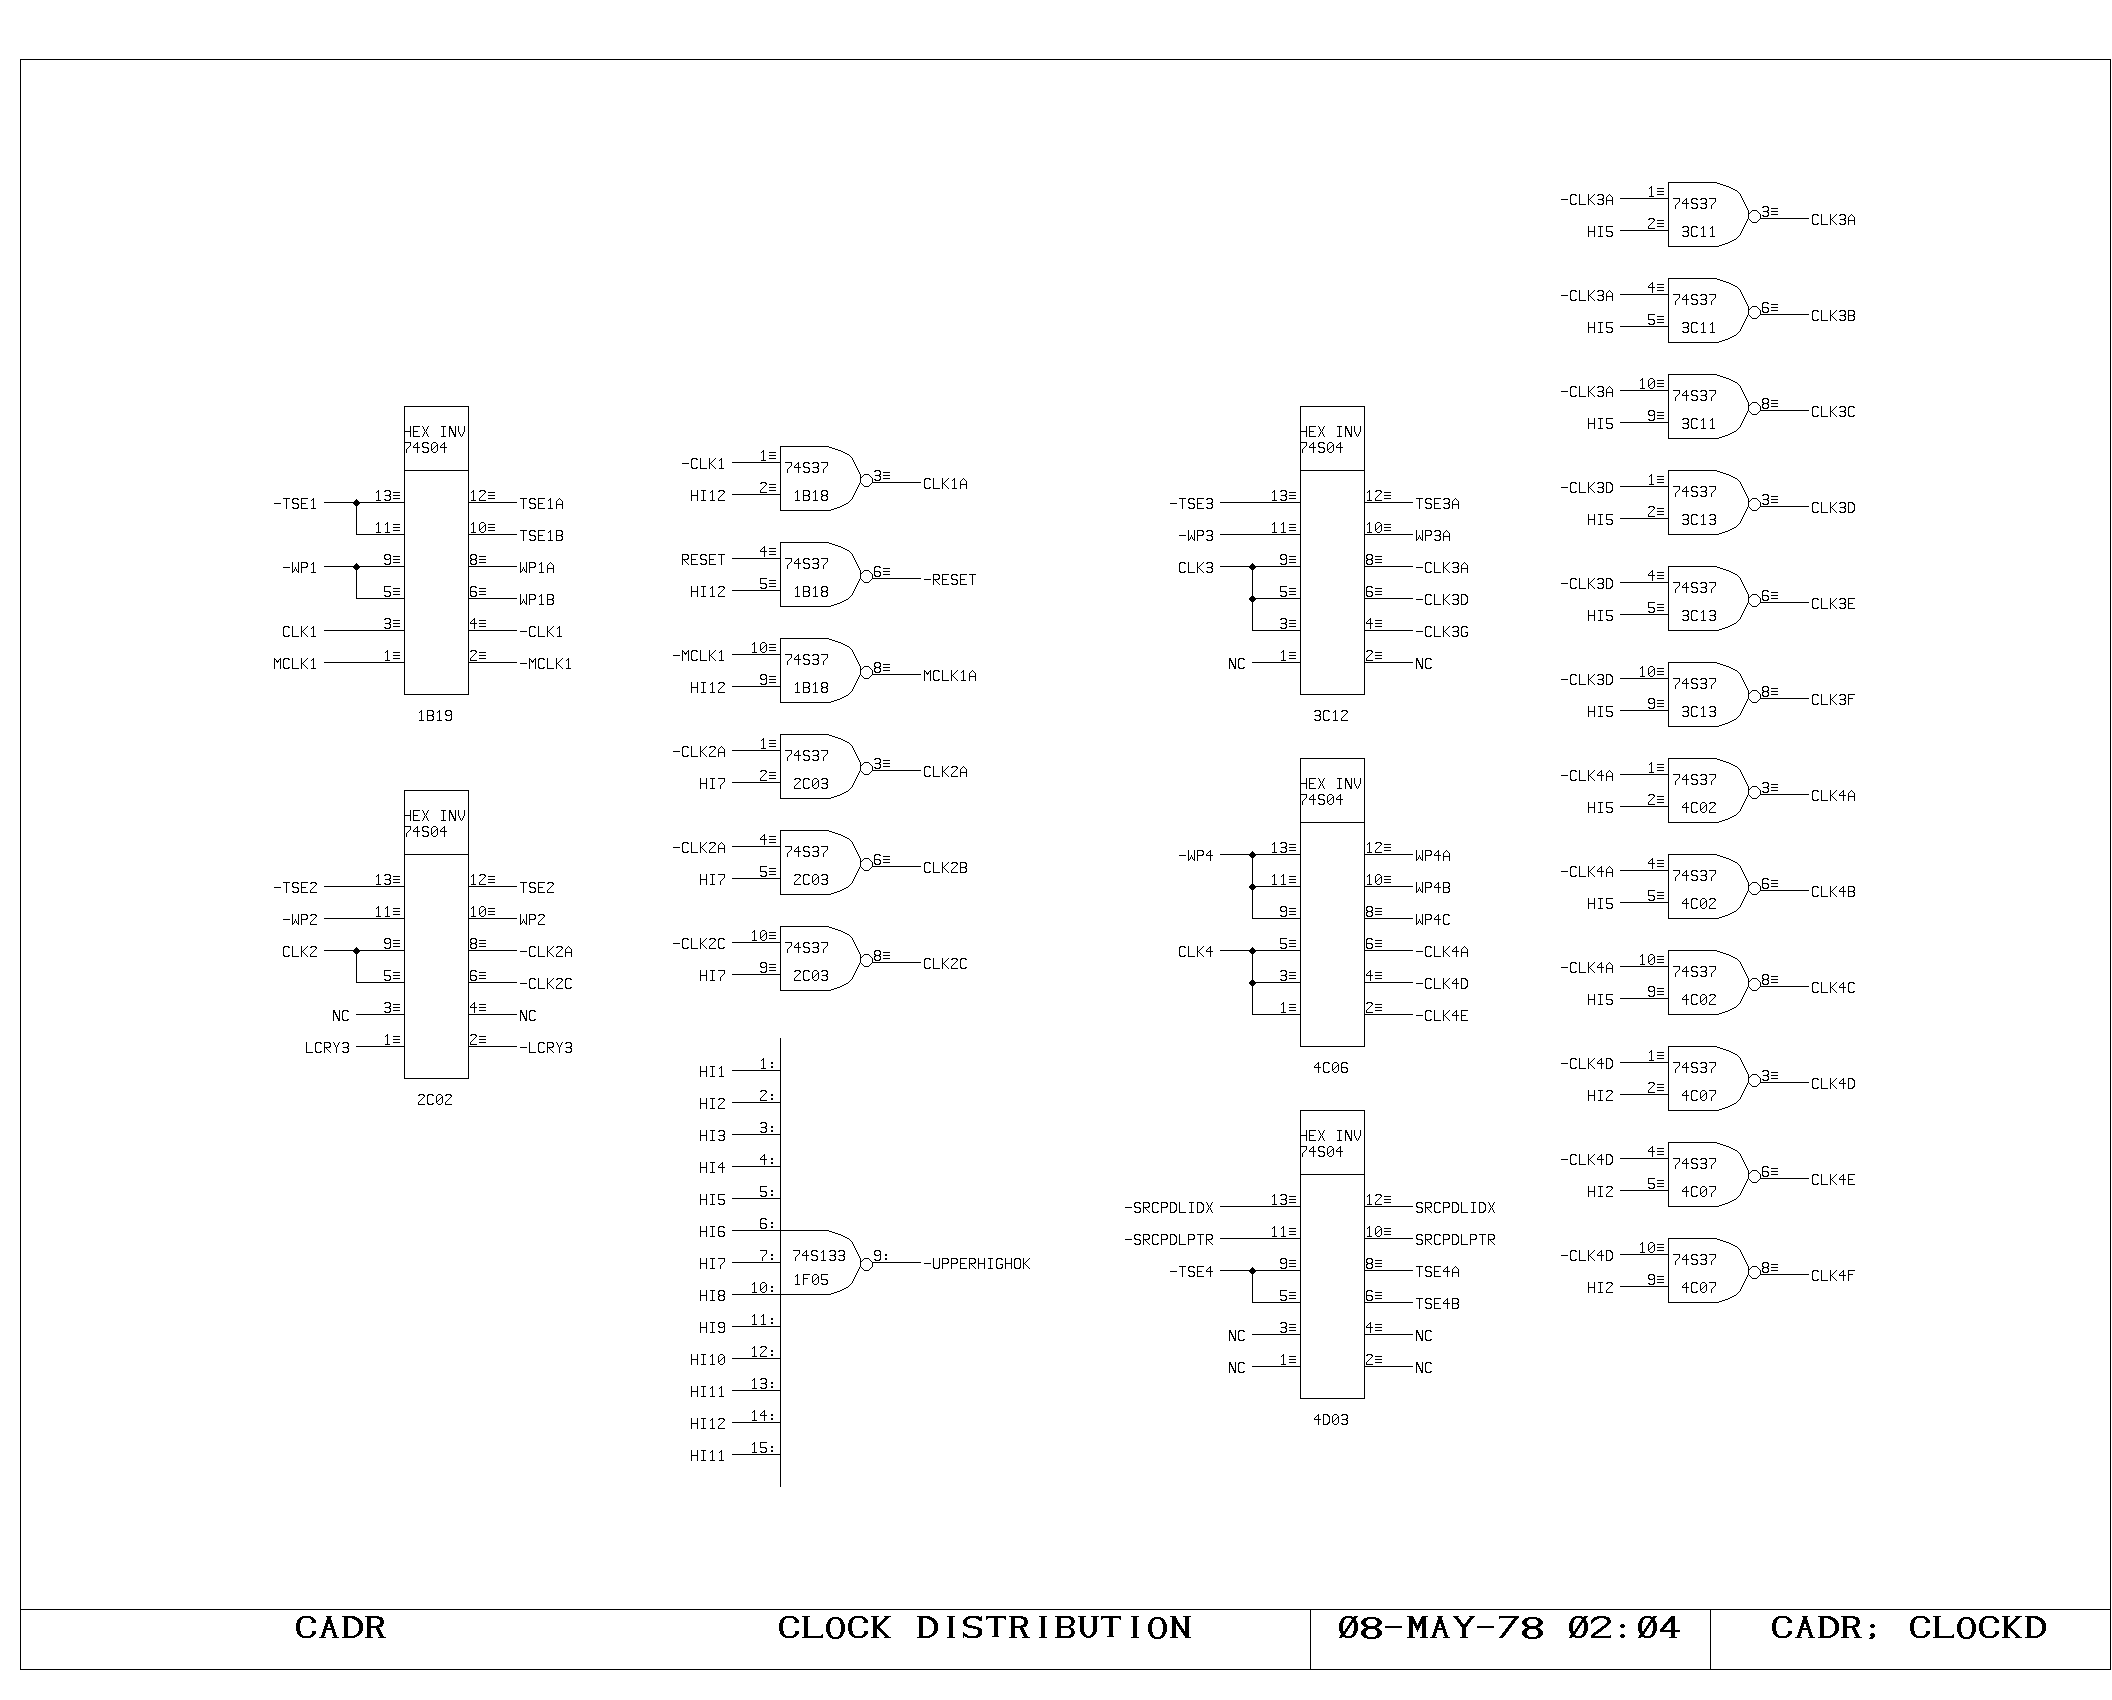 -CLK3A 1≡ 74S37 3≡ CLK3A
HI5 2≡ 3C11
-CLK3A 4≡ 74S37 6≡ CLK3B
HI5 5≡ 3C11
-CLK3A 10≡ 74S37 8≡ CLK3C
HI5 9≡ 3C11
-CLK3D 1≡ 74S37 3≡ CLK3D
HI5 2≡ 3C13
-CLK3D 4≡ 74S37 6≡ CLK3E
HI5 5≡ 3C13
-CLK3D 10≡ 74S37 8≡ CLK3F
HI5 9≡ 3C13
-CLK4A 1≡ 74S37 3≡ CLK4A
HI5 2≡ 4C02
-CLK4A 4≡ 74S37 6≡ CLK4B
HI5 5≡ 4C02
-CLK4A 10≡ 74S37 8≡ CLK4C
HI5 9≡ 4C02
-CLK4D 1≡ 74S37 3≡ CLK4D
HI2 2≡ 4C07
-CLK4D 4≡ 74S37 6≡ CLK4E
HI2 5≡ 4C07
-CLK4D 10≡ 74S37 8≡ CLK4F
HI2 9≡ 4C07
HEX INV
74S04
-TSE1 13≡ 12≡ TSE1A
11≡ 10≡ TSE1B
-WP1 9≡ 8≡ WP1A
5≡ 6≡ WP1B
CLK1 3≡ 4≡ -CLK1
MCLK1 1≡ 2≡ -MCLK1
1B19
HEX INV
74S04
-TSE2 13≡ 12≡ TSE2
-WP2 11≡ 10≡ WP2
CLK2 9≡ 8≡ -CLK2A
5≡ 6≡ -CLK2C
NC 3≡ 4≡ NC
LCRY3 1≡ 2≡ -LCRY3
2C02
-CLK1 1≡ 74S37 3≡ CLK1A
HI12 2≡ 1B18
RESET 4≡ 74S37 6≡ -RESET
HI12 5≡ 1B18
-MCLK1 10≡ 74S37 8≡ MCLK1A
HI12 9≡ 1B18
-CLK2A 1≡ 74S37 3≡ CLK2A
HI7 2≡ 2C03
-CLK2A 4≡ 74S37 6≡ CLK2B
HI7 5≡ 2C03
-CLK2C 10≡ 74S37 8≡ CLK2C
HI7 9≡ 2C03
HI1 1:
HI2 2:
HI3 3:
HI4 4:
HI5 5:
HI6 6:
HI7 7: 74S133 9: -UPPERHIGHOK
1F05
HI8 10:
HI9 11:
HI10 12:
HI11 13:
HI12 14:
HI11 15:
HEX INV
74S04
-TSE3 13≡ 12≡ TSE3A
-WP3 11≡ 10≡ WP3A
CLK3 9≡ 8≡ -CLK3A
5≡ 6≡ -CLK3D
3≡ 4≡ -CLK3G
NC 1≡ 2≡ NC
3C12
HEX INV
74S04
-WP4 13≡ 12≡ WP4A
11≡ 10≡ WP4B
9≡ 8≡ WP4C
CLK4 5≡ 6≡ -CLK4A
3≡ 4≡ -CLK4D
1≡ 2≡ -CLK4E
4C06
HEX INV
74S04
-SRCPDLIDX 13≡ 12≡ SRCPDLIDX
-SRCPDLPTR 11≡ 10≡ SRCPDLPTR
-TSE4 9≡ 8≡ TSE4A
5≡ 6≡ TSE4B
NC 3≡ 4≡ NC
NC 1≡ 2≡ NC
4D03
CADR CLOCK DISTRIBUTION Ø8-MAY-78 Ø2:Ø4 CADR; CLOCKD